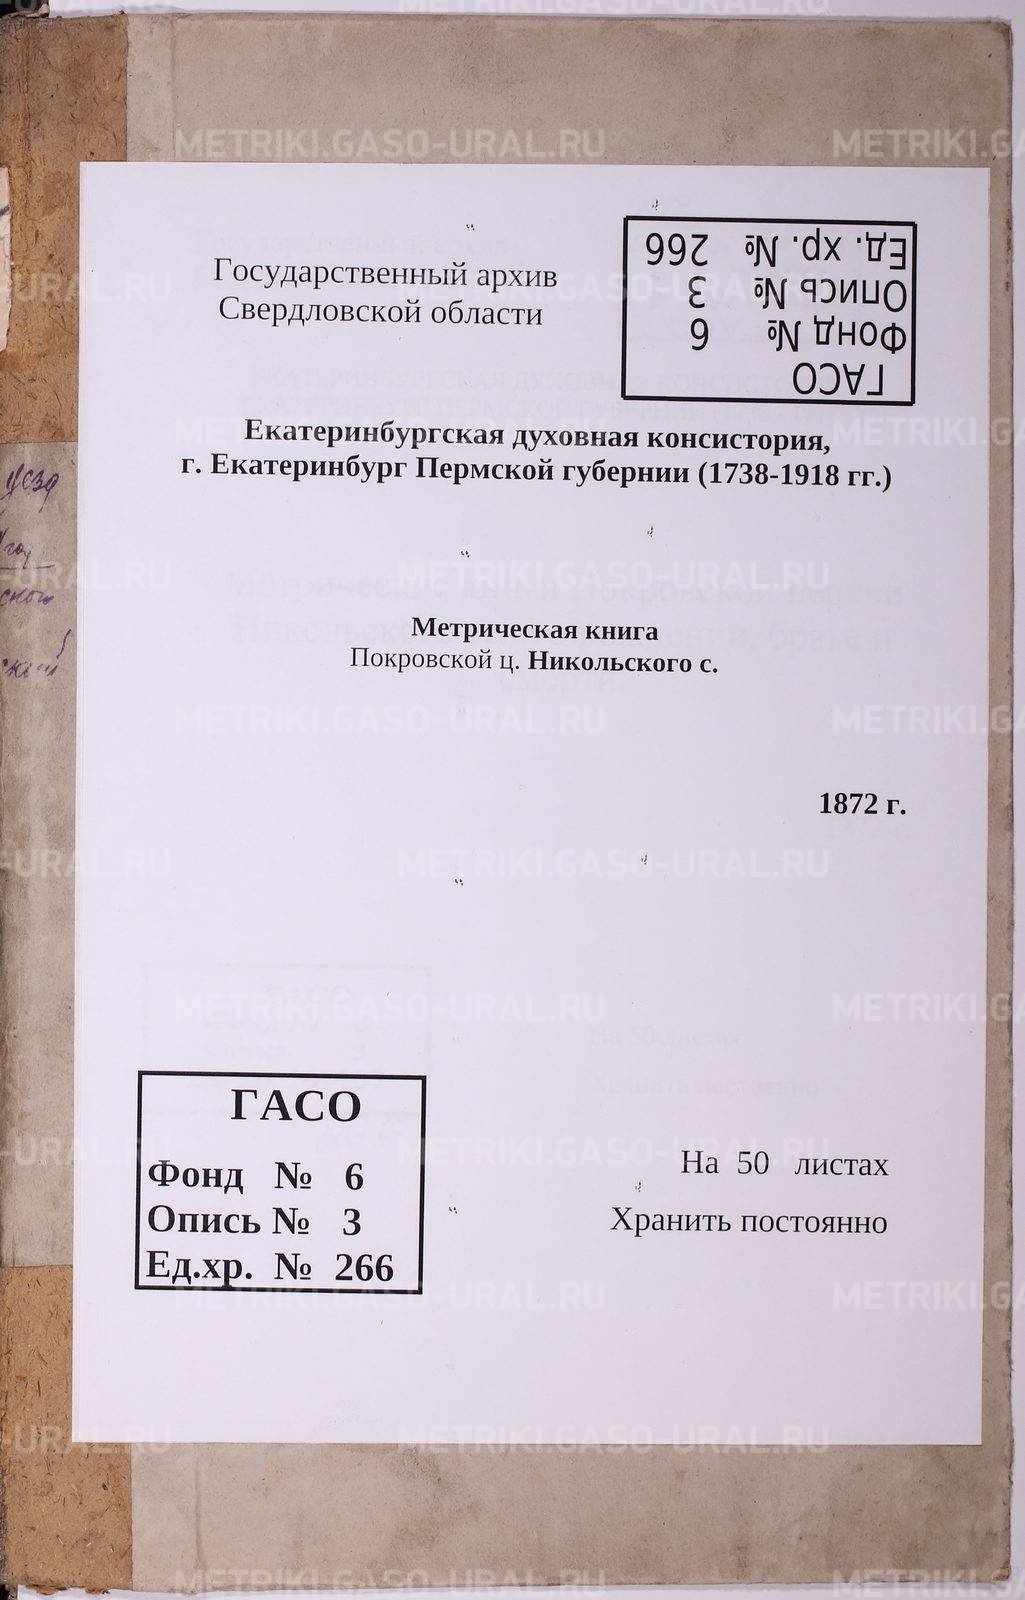 Государственный архив
Свердловской области
ГАСО
Фонд № 6
Опись № 3
Ед. хр. № 266
Екатеринбургская духовная консистория,
г. Екатеринбург Пермской губернии (1738-1918 гг.)
уезд
Метрическая книга
Покровской ц. Никольского с.
1872 г.
ГАСО
Фонд № 6
Опись № 3
Ед.хр. № 266
На 50 листах
Хранить постоянно
METRIKI.GASO-URAL.RU